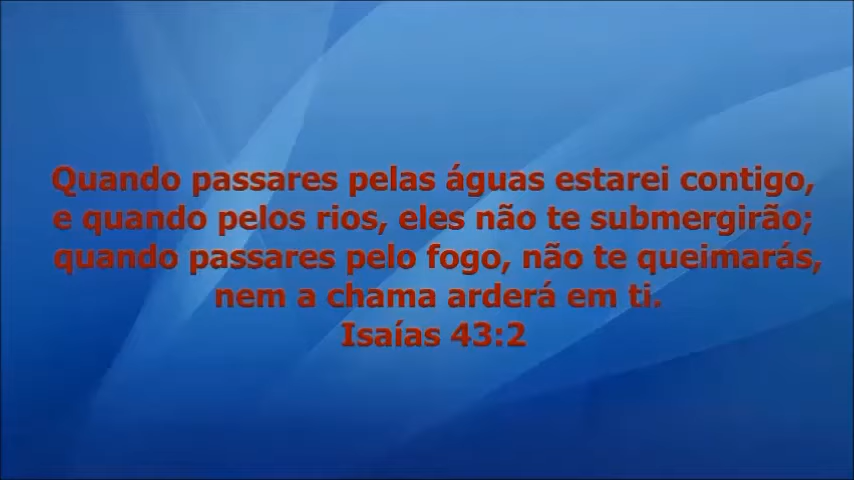 Quando passares pelas águas estarei contigo,
e quando pelos rios, eles não te submergirão;
quando passares pelo fogo, não te queimarás,
nem a chama arderá em ti.
Isaías 43:2